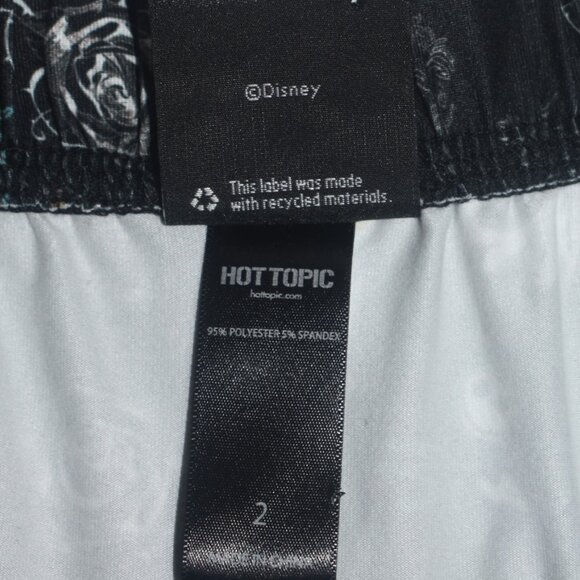 ©Disney
This label was made
with recycled materials.
HOT TOPIC
hottopic.com
95% POLYESTER 5% SPANDEX
2
MADE IN CHINA